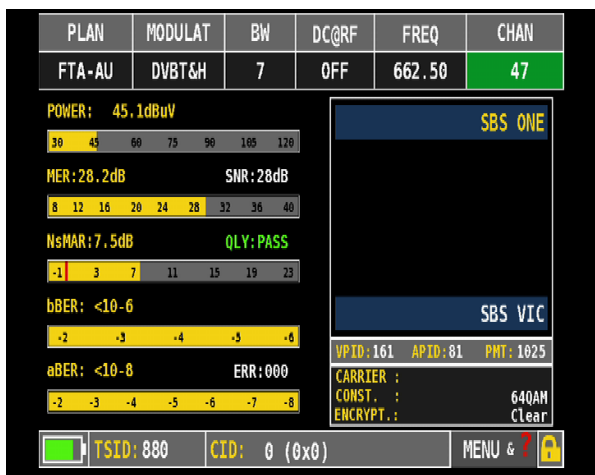 PLAN MODULAT BW DC@RF FREQ CHAN
FTA-AU DVBT&H 7 OFF 662.50 47
POWER: 45.1dBuV
30 45 60 75 90 105 120
MER:28.2dB SNR:28dB
8 12 16 20 24 28 32 36 40
NsMAR:7.5dB QLY:PASS
-1 3 7 11 15 19 23
bBER: <10-6
-2 -3 -4 -5 -6
aBER: <10-8 ERR:000
-2 -3 -4 -5 -6 -7 -8
SBS ONE
SBS VIC
VPID:161 APID:81 PMT:1025
CARRIER :
CONST. : 64QAM
ENCRYPT.: Clear
TSID:880 CID: 0 (0x0) MENU & ?